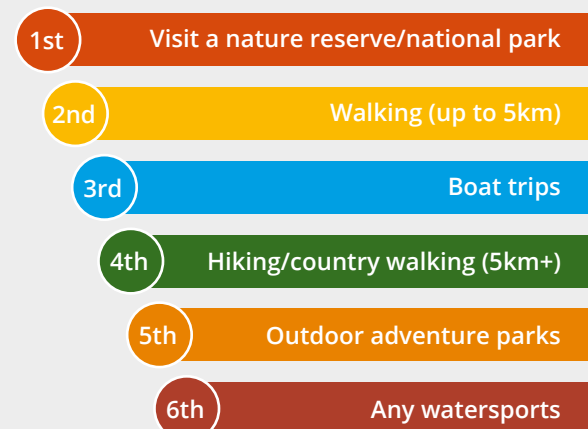 1st Visit a nature reserve/national park
2nd Walking (up to 5km)
3rd Boat trips
4th Hiking/country walking (5km+)
5th Outdoor adventure parks
6th Any watersports